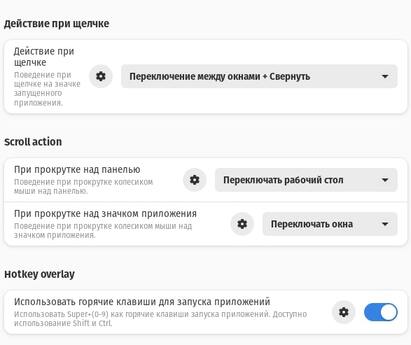 Действие при щелчке
Действие при
щелчке
Поведение при
щелчке на значке
запущенного
приложения.
Переключение между окнами + Свернуть
Scroll action
При прокрутке над панелью
Поведение при прокрутке колесиком
мыши над панелью.
Переключать рабочий стол
При прокрутке над значком приложения
Поведение при прокрутке колесиком мыши над
значком приложения.
Переключать окна
Hotkey overlay
Использовать горячие клавиши для запуска приложений
Использовать Super+(0-9) как горячие клавиши запуска приложений. Доступно
использование Shift и Ctrl.